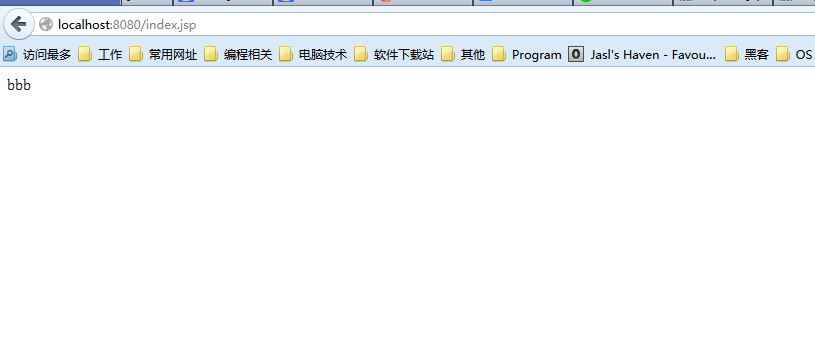 localhost:8080/index.jsp
访问最多 工作 常用网址 编程相关 电脑技术 软件下载站 其他 Program Jasl's Haven - Favou... 黑客 OS
bbb